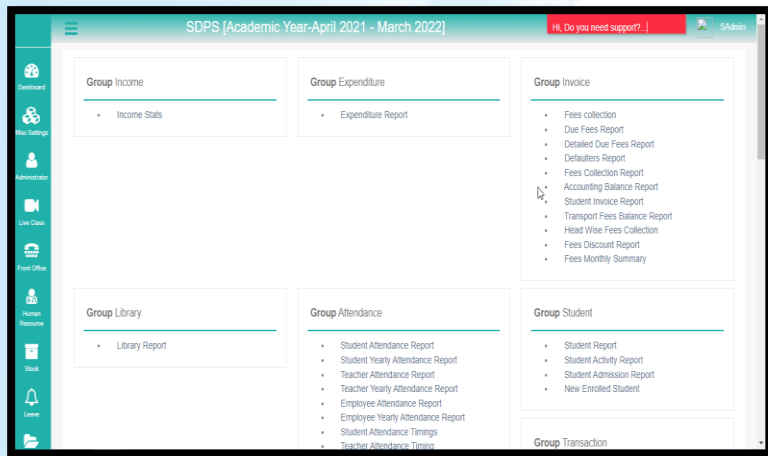 SDPS [Academic Year-April 2021 - March 2022]
Hi, Do you need support?...
SAdmin
Dashboard
Misc Settings
Administrator
Live Class
Front Office
Human
Resource
Stock
Leave
Group Income
Income Stats
Group Expenditure
Expenditure Report
Group Invoice
Fees collection
Due Fees Report
Detailed Due Fees Report
Defaulters Report
Fees Collection Report
Accounting Balance Report
Student Invoice Report
Transport Fees Balance Report
Head Wise Fees Collection
Fees Discount Report
Fees Monthly Summary
Group Library
Library Report
Group Attendance
Student Attendance Report
Student Yearly Attendance Report
Teacher Attendance Report
Teacher Yearly Attendance Report
Employee Attendance Report
Employee Yearly Attendance Report
Student Attendance Timings
Teacher Attendance Timing
Group Student
Student Report
Student Activity Report
Student Admission Report
New Enrolled Student
Group Transaction